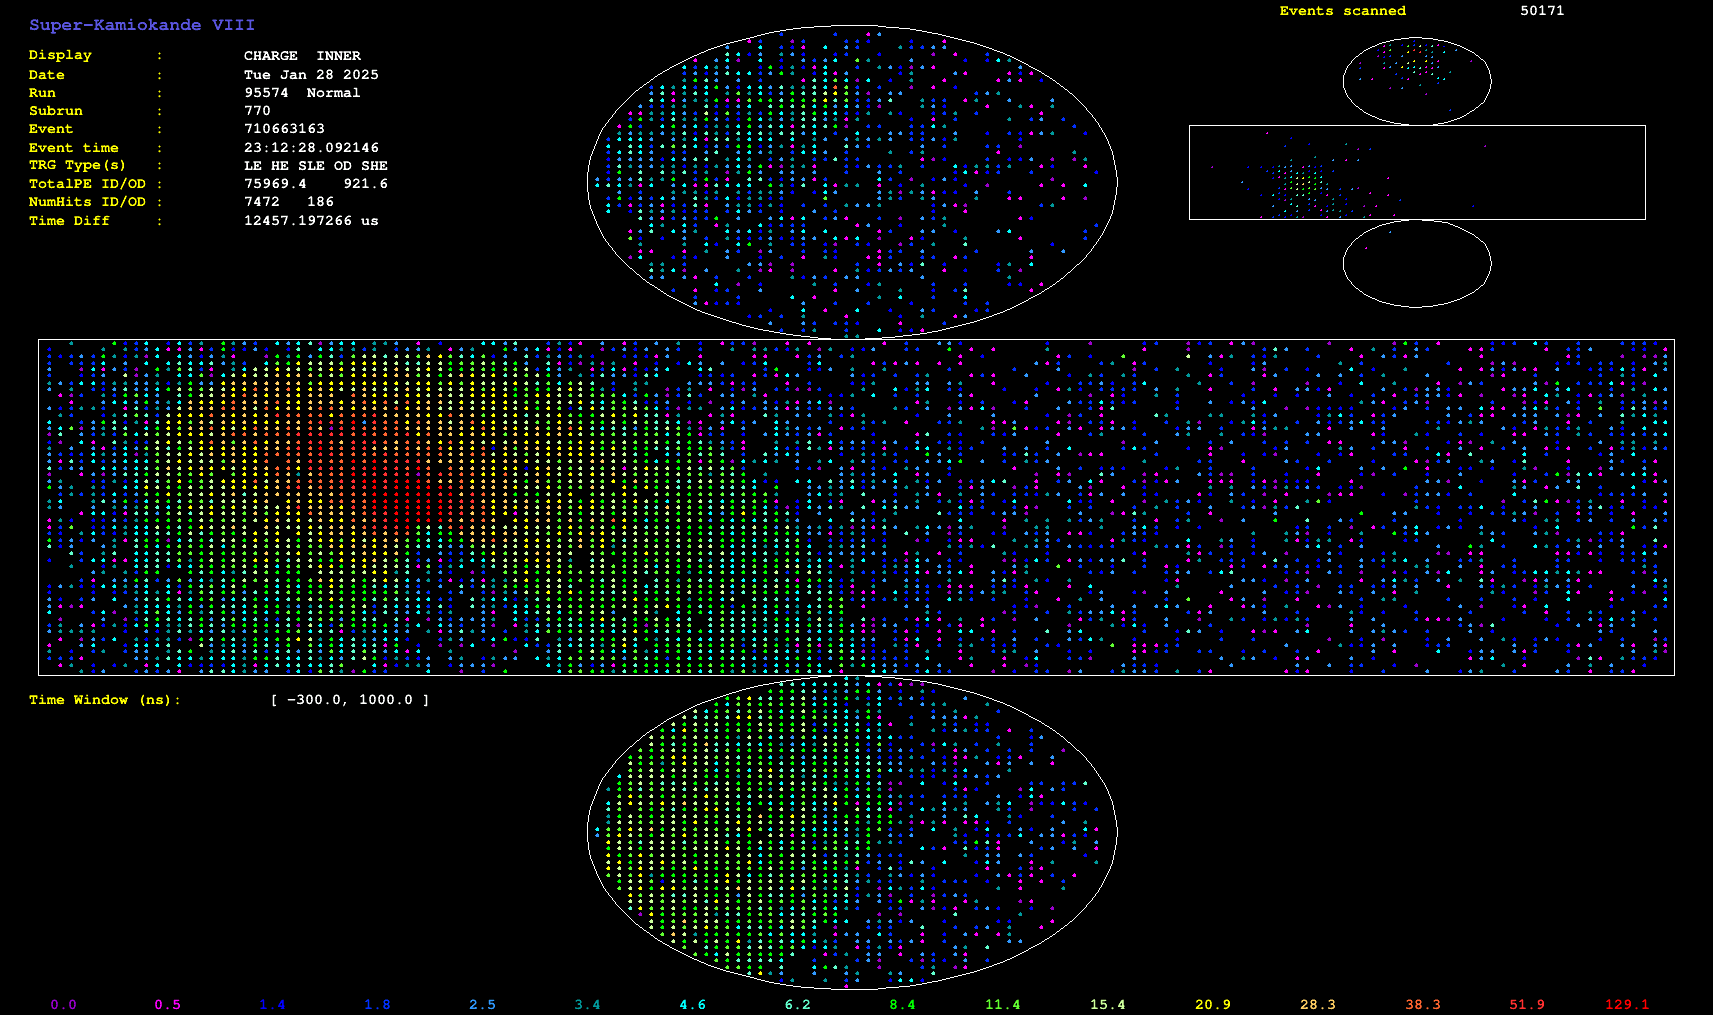 Super-Kamiokande VIII
Display : CHARGE INNER
Date : Tue Jan 28 2025
Run : 95574 Normal
Subrun : 770
Event : 710663163
Event time : 23:12:28.092146
TRG Type(s) : LE HE SLE OD SHE
TotalPE ID/OD : 75969.4 921.6
NumHits ID/OD : 7472 186
Time Diff : 12457.197266 us
Events scanned 50171
Time Window (ns): [ -300.0, 1000.0 ]
0.0 0.5 1.4 1.8 2.5 3.4 4.6 6.2 8.4 11.4 15.4 20.9 28.3 38.3 51.9 129.1